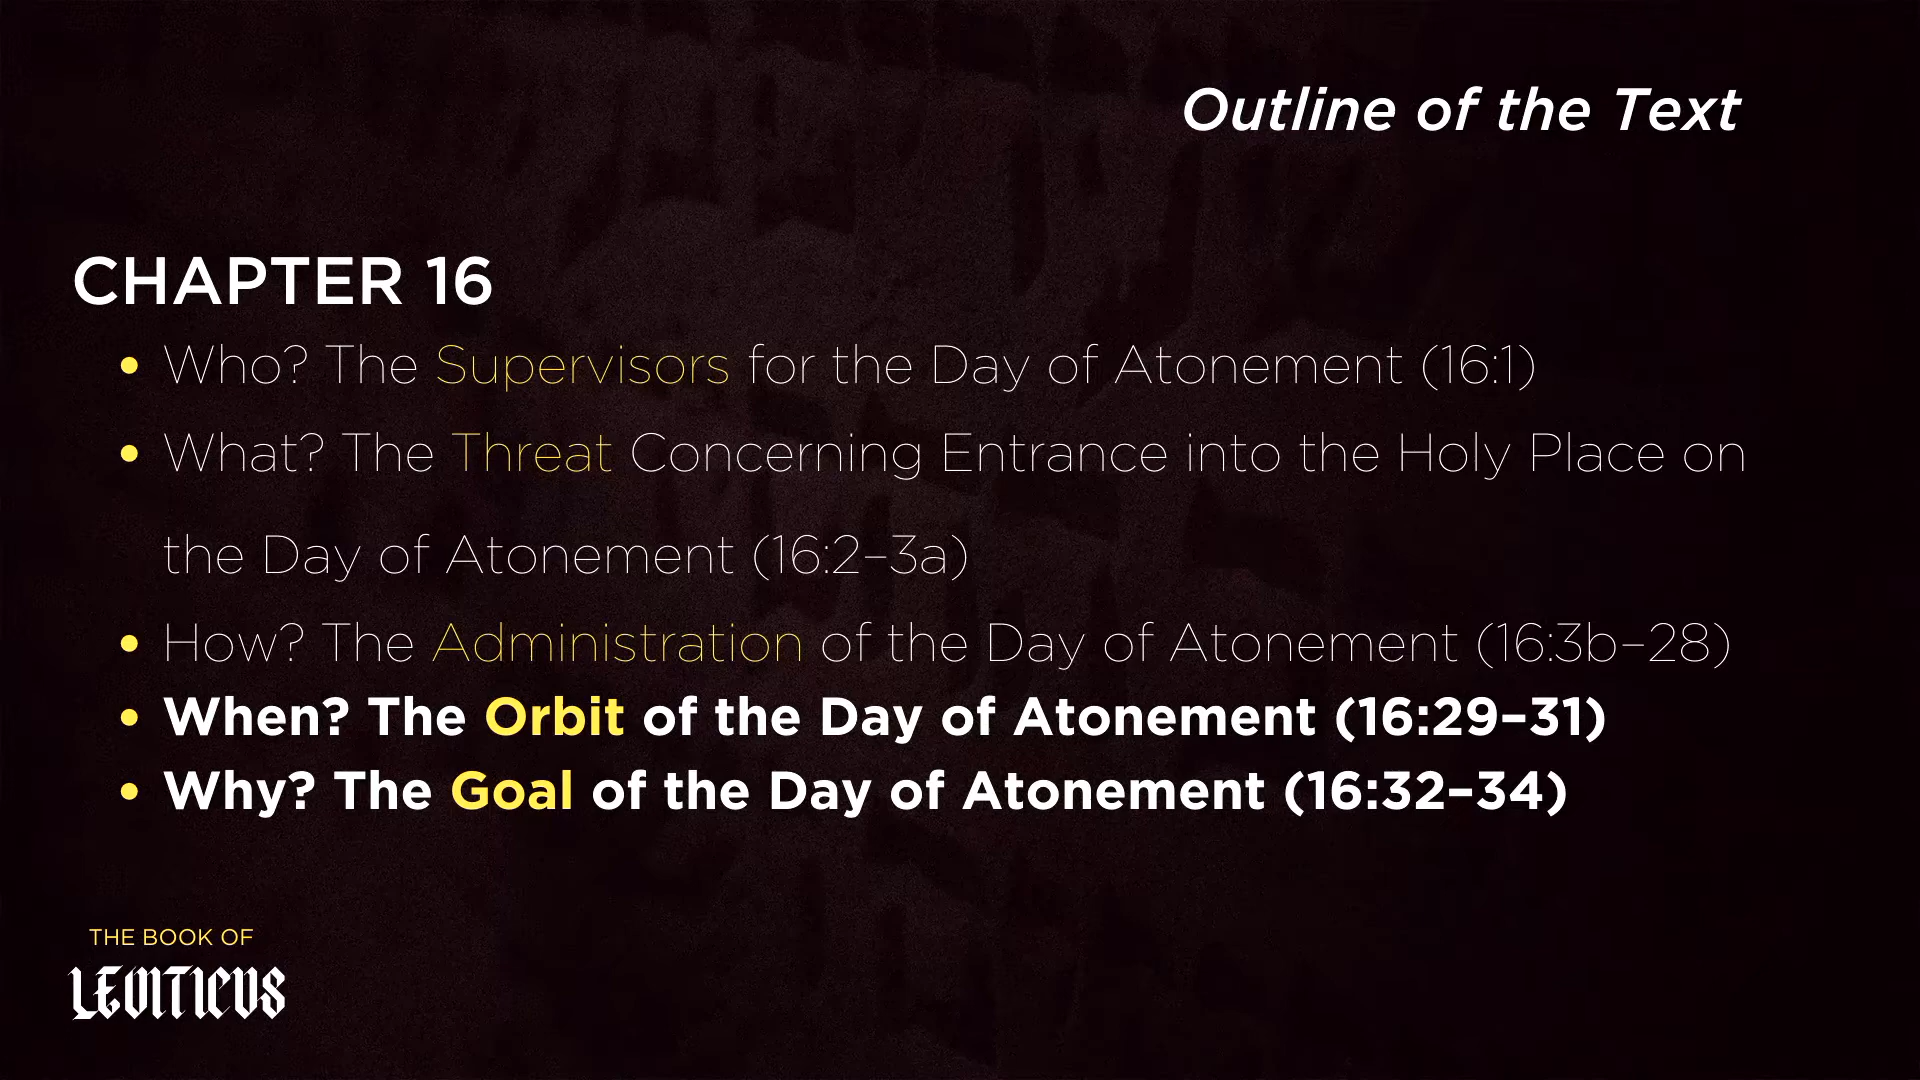 Outline of the Text
CHAPTER 16
• Who? The Supervisors for the Day of Atonement (16:1)
• What? The Threat Concerning Entrance into the Holy Place on
the Day of Atonement (16:2–3a)
• How? The Administration of the Day of Atonement (16:3b–28)
• When? The Orbit of the Day of Atonement (16:29–31)
• Why? The Goal of the Day of Atonement (16:32–34)
THE BOOK OF
LEVITICUS